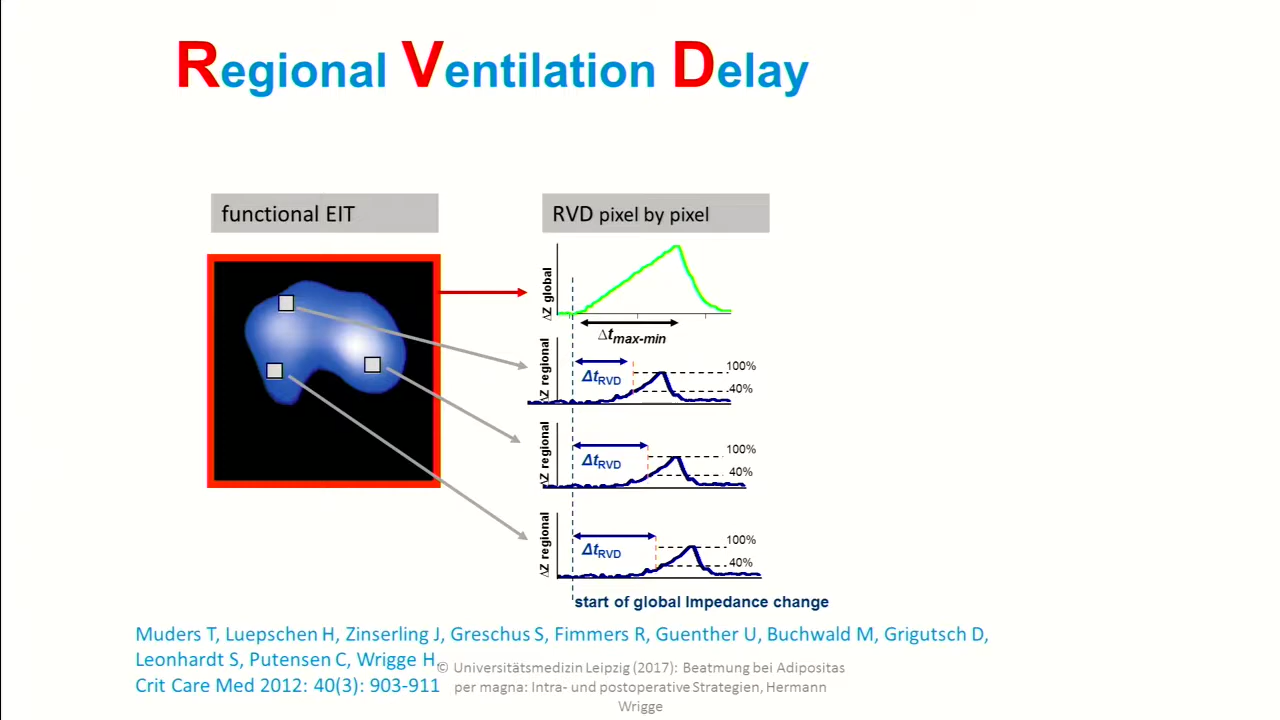 Regional Ventilation Delay
functional EIT
RVD pixel by pixel
ΔZ global
Δtmax-min
ΔZ regional
ΔtRVD
100%
40%
ΔZ regional
ΔtRVD
100%
40%
ΔZ regional
ΔtRVD
100%
40%
start of global Impedance change
Muders T, Luepschen H, Zinserling J, Greschus S, Fimmers R, Guenther U, Buchwald M, Grigutsch D,
Leonhardt S, Putensen C, Wrigge H.
Crit Care Med 2012: 40(3): 903-911
© Universitätsmedizin Leipzig (2017): Beatmung bei Adipositas
per magna: Intra- und postoperative Strategien, Hermann
Wrigge